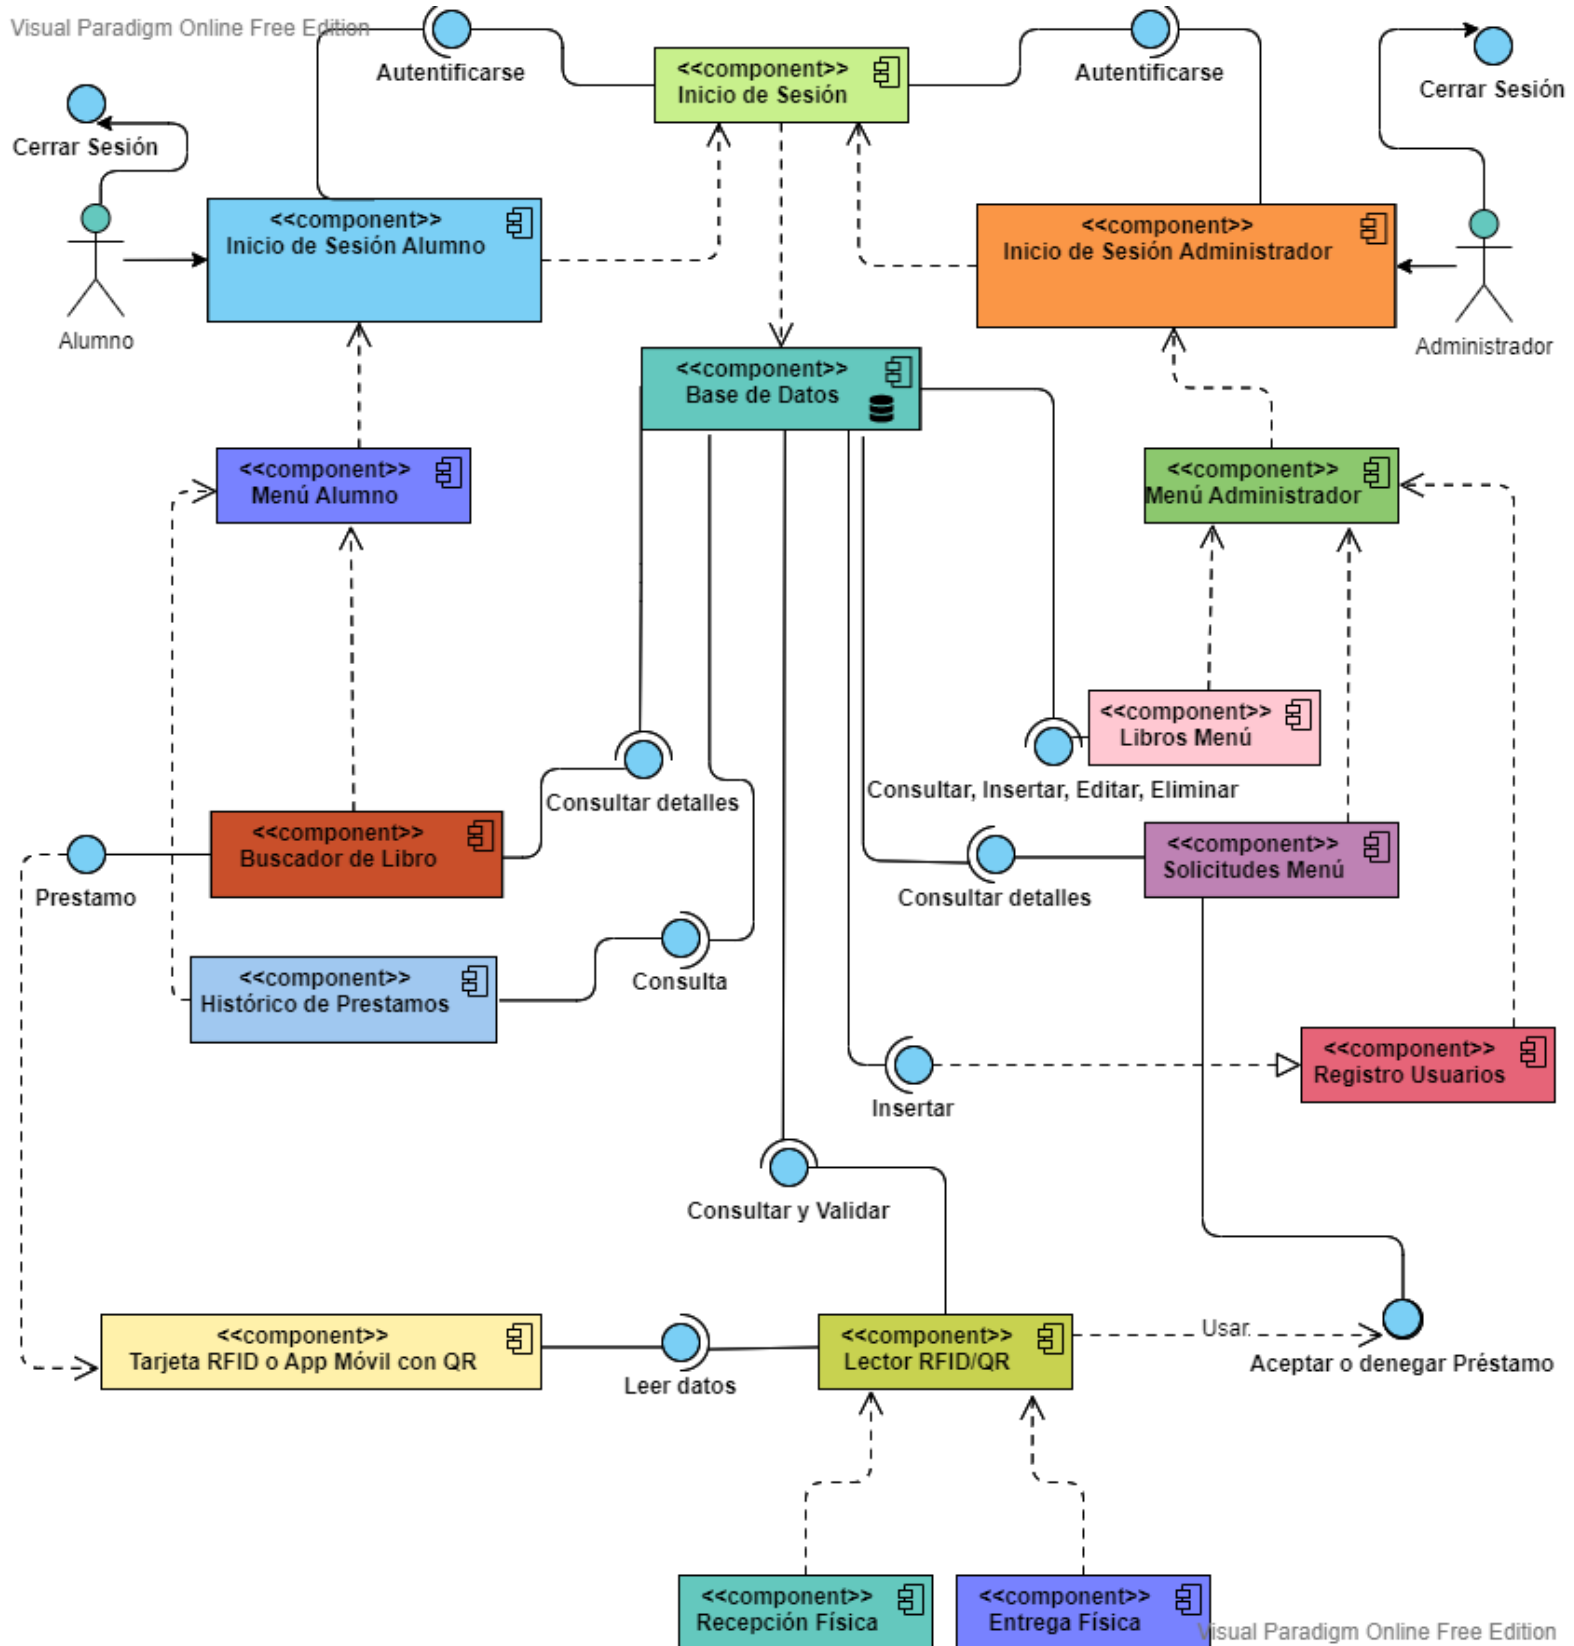 Visual Paradigm Online Free Edition
Autentificarse
<<component>>
Inicio de Sesión
Autentificarse
Cerrar Sesión
Cerrar Sesión
<<component>>
Inicio de Sesión Alumno
<<component>>
Inicio de Sesión Administrador
Alumno
Administrador
<<component>>
Base de Datos
<<component>>
Menú Alumno
<<component>>
Menú Administrador
<<component>>
Libros Menú
Consultar detalles
Consultar, Insertar, Editar, Eliminar
<<component>>
Buscador de Libro
<<component>>
Solicitudes Menú
Prestamo
Consultar detalles
<<component>>
Histórico de Prestamos
Consulta
<<component>>
Registro Usuarios
Insertar
Consultar y Validar
<<component>>
Tarjeta RFID o App Móvil con QR
Leer datos
<<component>>
Lector RFID/QR
Usar
Aceptar o denegar Préstamo
<<component>>
Recepción Física
<<component>>
Entrega Física
Visual Paradigm Online Free Edition